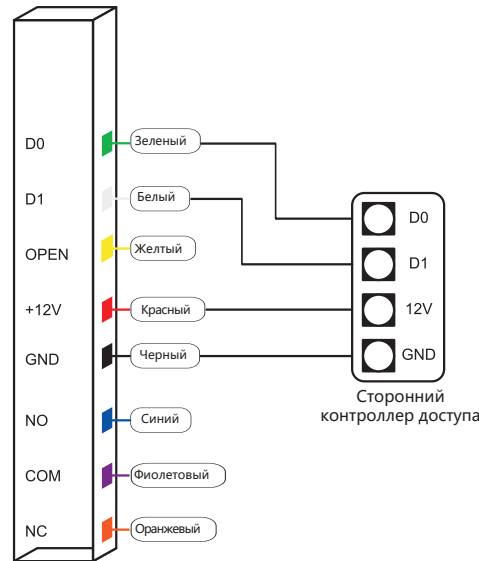 D0 Зеленый
D1 Белый
OPEN Желтый
+12V Красный
GND Черный
NO Синий
COM Фиолетовый
NC Оранжевый
D0
D1
12V
GND
Сторонний
контроллер доступа